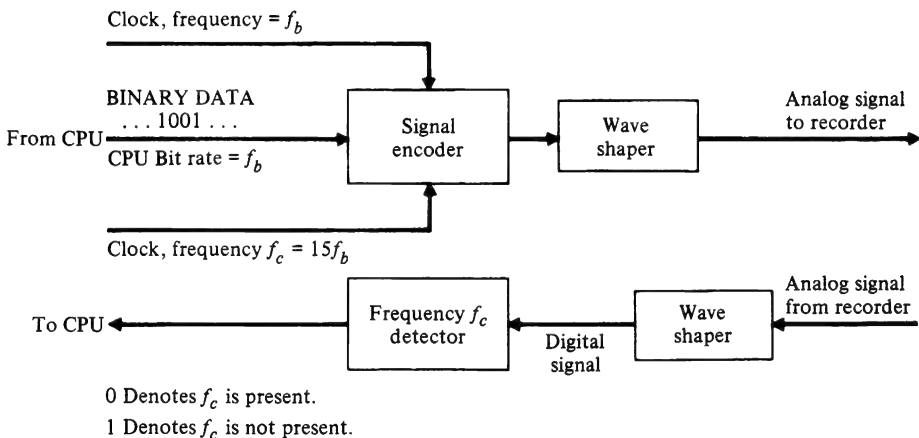 Clock, frequency = f_b
BINARY DATA
. . . 1001 . . .
From CPU
CPU Bit rate = f_b
Signal
encoder
Wave
shaper
Analog signal
to recorder
Clock, frequency f_c = 15f_b
To CPU
Frequency f_c
detector
Digital
signal
Wave
shaper
Analog signal
from recorder
0 Denotes f_c is present.
1 Denotes f_c is not present.